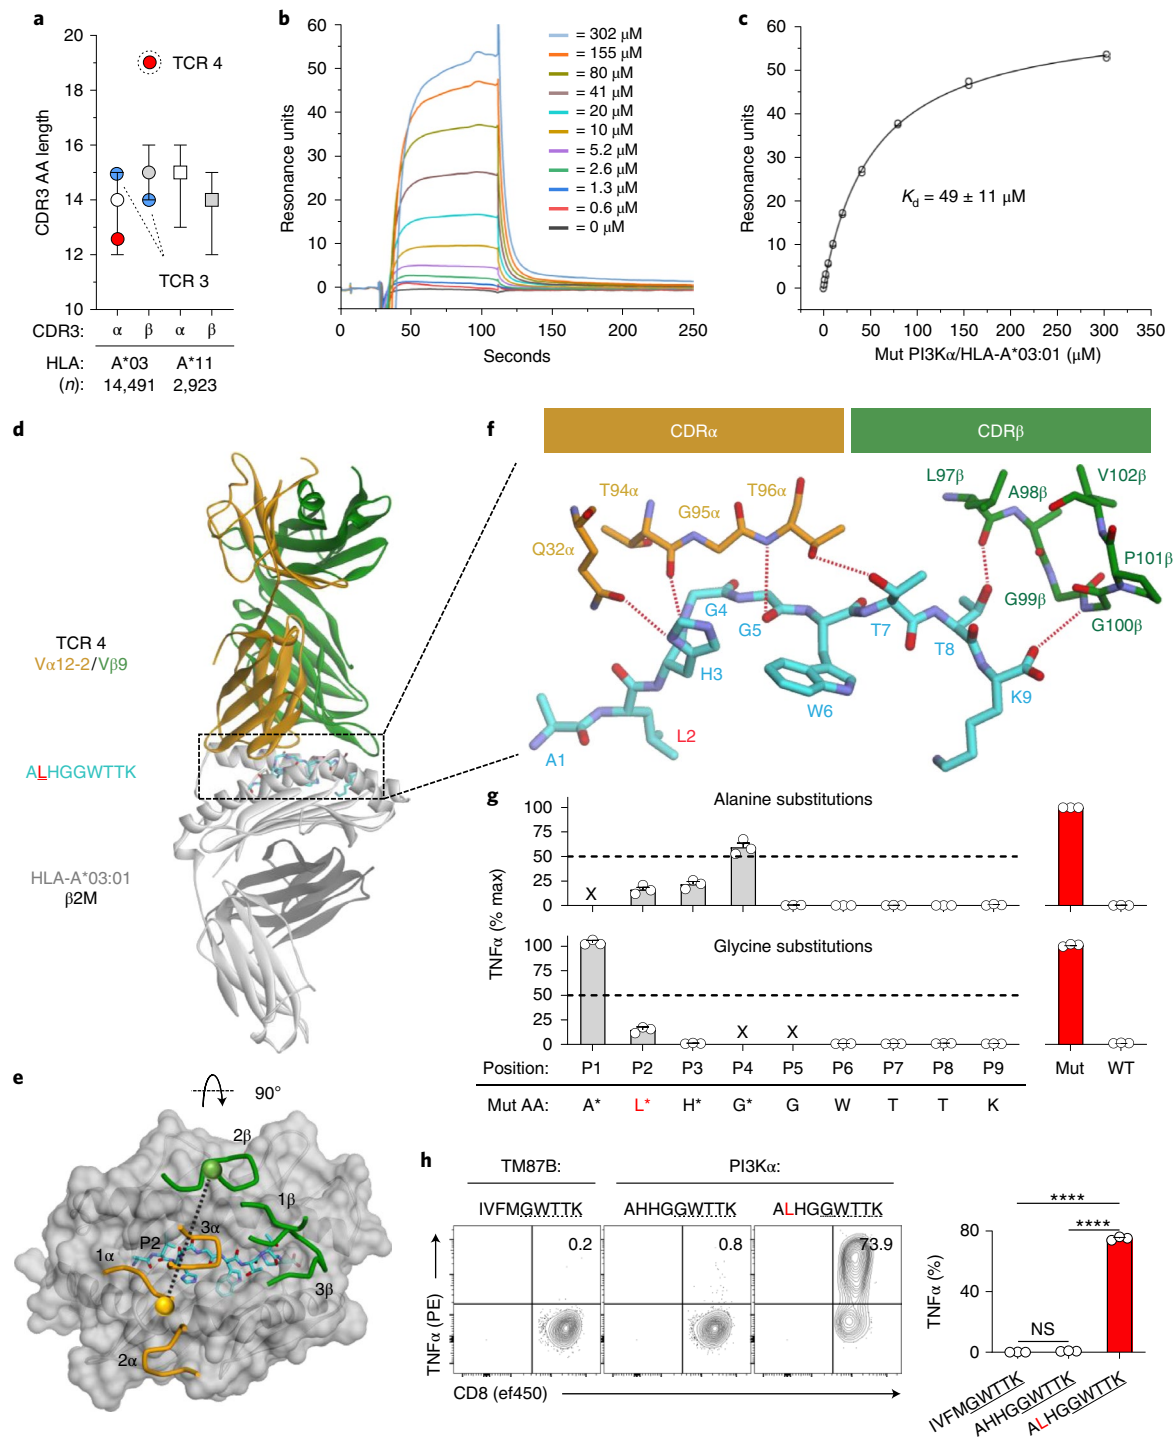 a
20
18
16
14
12
10
CDR3 AA length
TCR 4
TCR 3
CDR3: α β α β
HLA: A*03 A*11
(n): 14,491 2,923
b
60
50
40
30
20
10
0
Resonance units
0 50 100 150 200 250
Seconds
= 302 μM
= 155 μM
= 80 μM
= 41 μM
= 20 μM
= 10 μM
= 5.2 μM
= 2.6 μM
= 1.3 μM
= 0.6 μM
= 0 μM
c
60
50
40
30
20
10
0
Resonance units
Kd = 49 ± 11 μM
0 50 100 150 200 250 300 350
Mut PI3Kα/HLA-A*03:01 (μM)
d
TCR 4
Vα12-2/Vβ9
ALHGGWTTK
HLA-A*03:01
β2M
e
90°
2β
1β
3α
P2
1α
3β
2α
f
CDRα CDRβ
L97β
V102β
A98β
T94α
T96α
G95α
Q32α
P101β
G99β
G100β
G4
G5
T7
T8
H3
K9
W6
L2
A1
g
Alanine substitutions
100
75
50
25
0
X
TNFα (% max)
Glycine substitutions
100
75
50
25
0
X X
Position: P1 P2 P3 P4 P5 P6 P7 P8 P9 Mut WT
Mut AA: A* L* H* G* G W T T K
h
TM87B: PI3Kα:
IVFMGWTTK AHHGGWTTK ALHGGWTTK
0.2 0.8 73.9
TNFα (PE)
CD8 (ef450)
****
****
NS
80
40
0
TNFα (%)
IVFMGWTTK
AHHGGWTTK
ALHGGWTTK